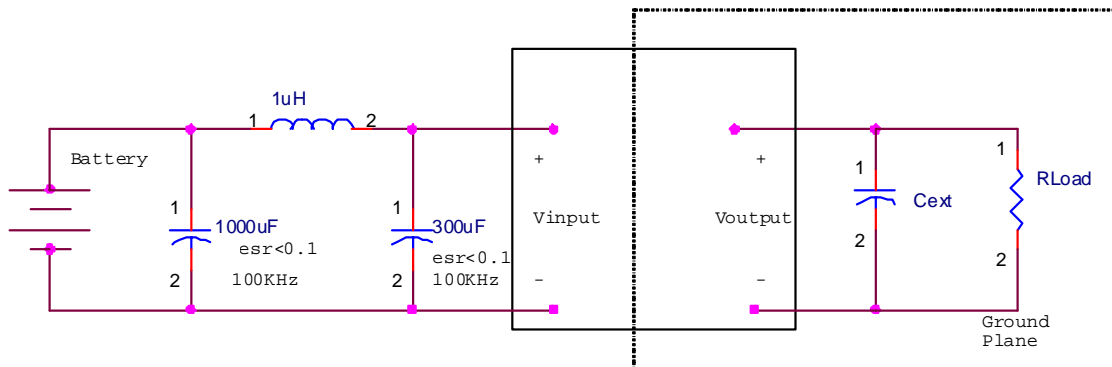 1uH
1 2
Battery
+ +
1 1 1 1
1000uF 300uF Vinput Voutput Cext RLoad
esr<0.1 esr<0.1
100KHz 100KHz
2 2 2 2
- -
Ground
Plane